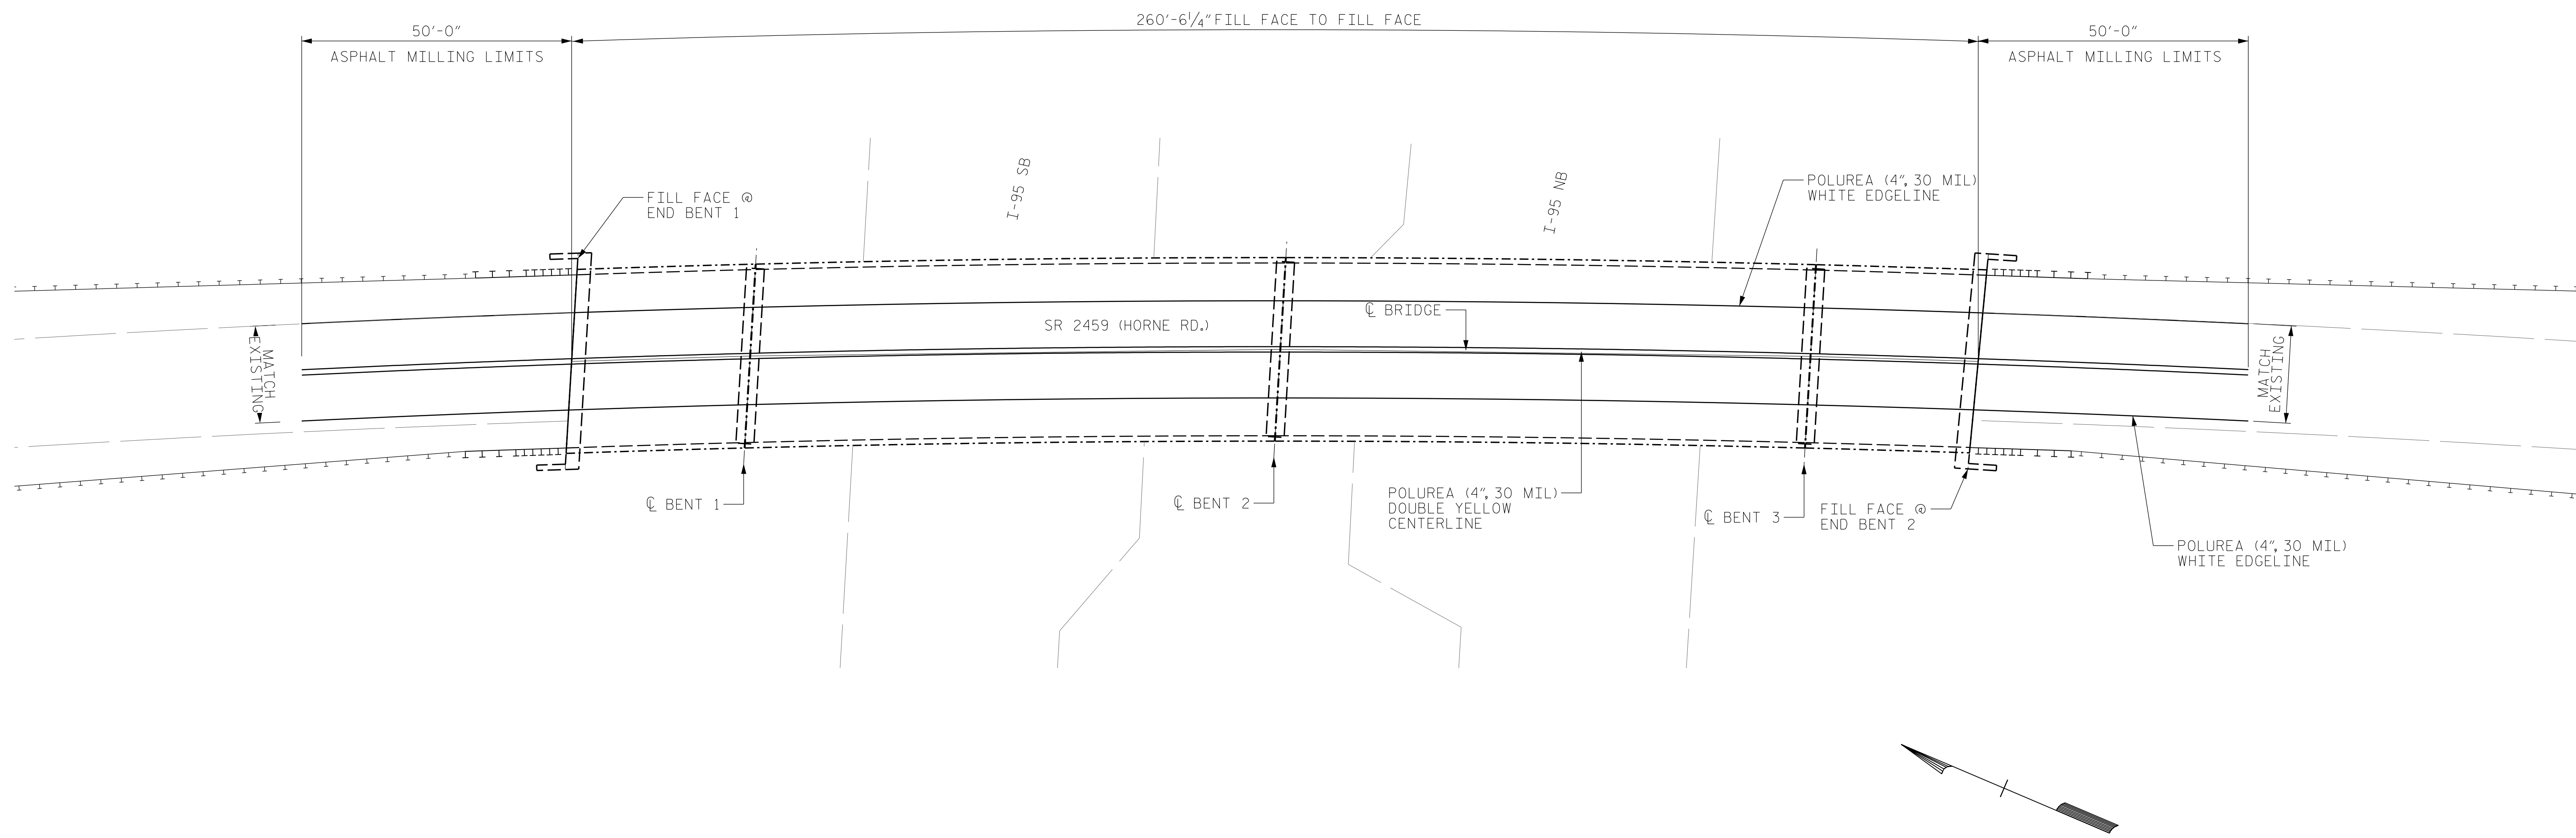 260'-6 1/4" FILL FACE TO FILL FACE
50'-0"
ASPHALT MILLING LIMITS
50'-0"
ASPHALT MILLING LIMITS
I-95 SB
I-95 NB
FILL FACE @
END BENT 1
POLUREA (4", 30 MIL)
WHITE EDGELINE
℄ BRIDGE
SR 2459 (HORNE RD.)
MATCH
EXISTING
MATCH
EXISTING
℄ BENT 1
℄ BENT 2
POLUREA (4", 30 MIL)
DOUBLE YELLOW
CENTERLINE
℄ BENT 3
FILL FACE @
END BENT 2
POLUREA (4", 30 MIL)
WHITE EDGELINE